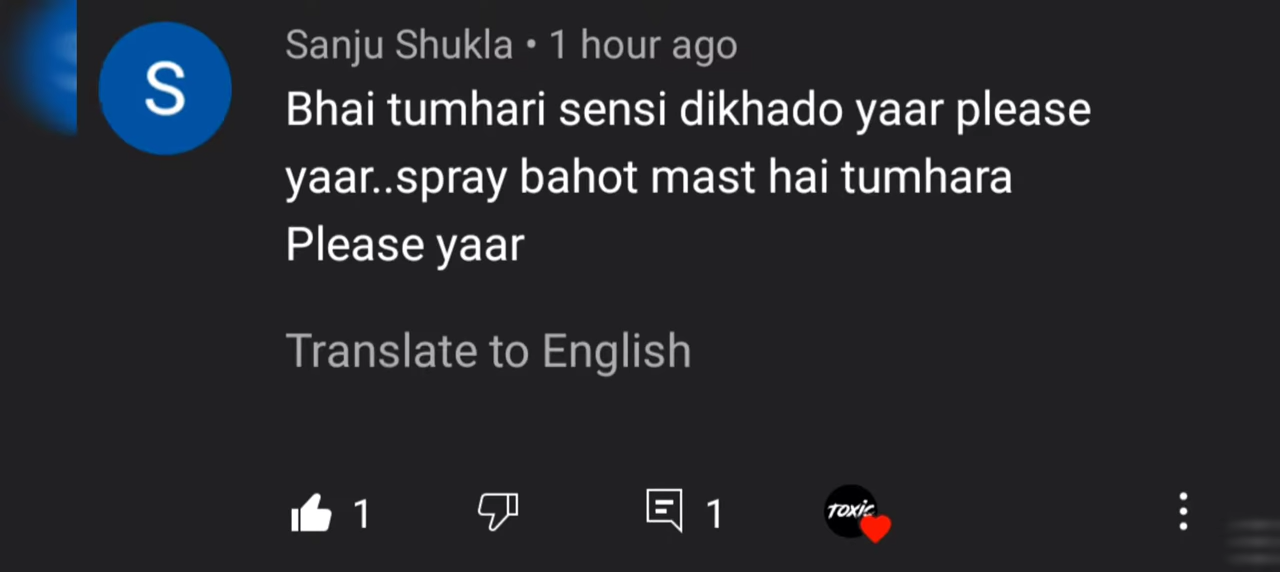 S
Sanju Shukla • 1 hour ago
Bhai tumhari sensi dikhado yaar please
yaar..spray bahot mast hai tumhara
Please yaar
Translate to English
1 1 TOXIC